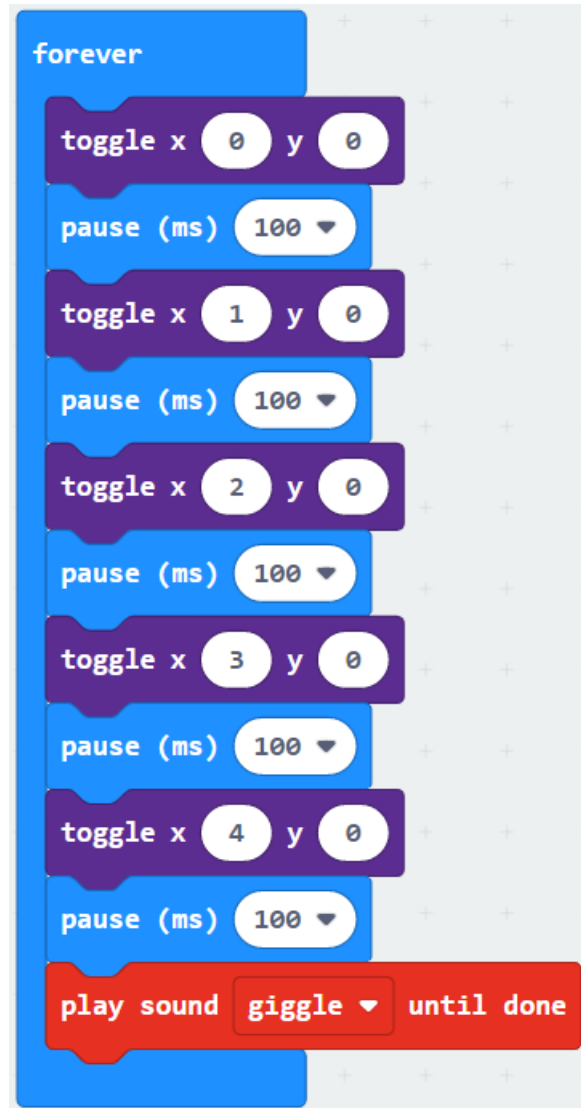 forever
toggle x 0 y 0
pause (ms) 100
toggle x 1 y 0
pause (ms) 100
toggle x 2 y 0
pause (ms) 100
toggle x 3 y 0
pause (ms) 100
toggle x 4 y 0
pause (ms) 100
play sound giggle until done